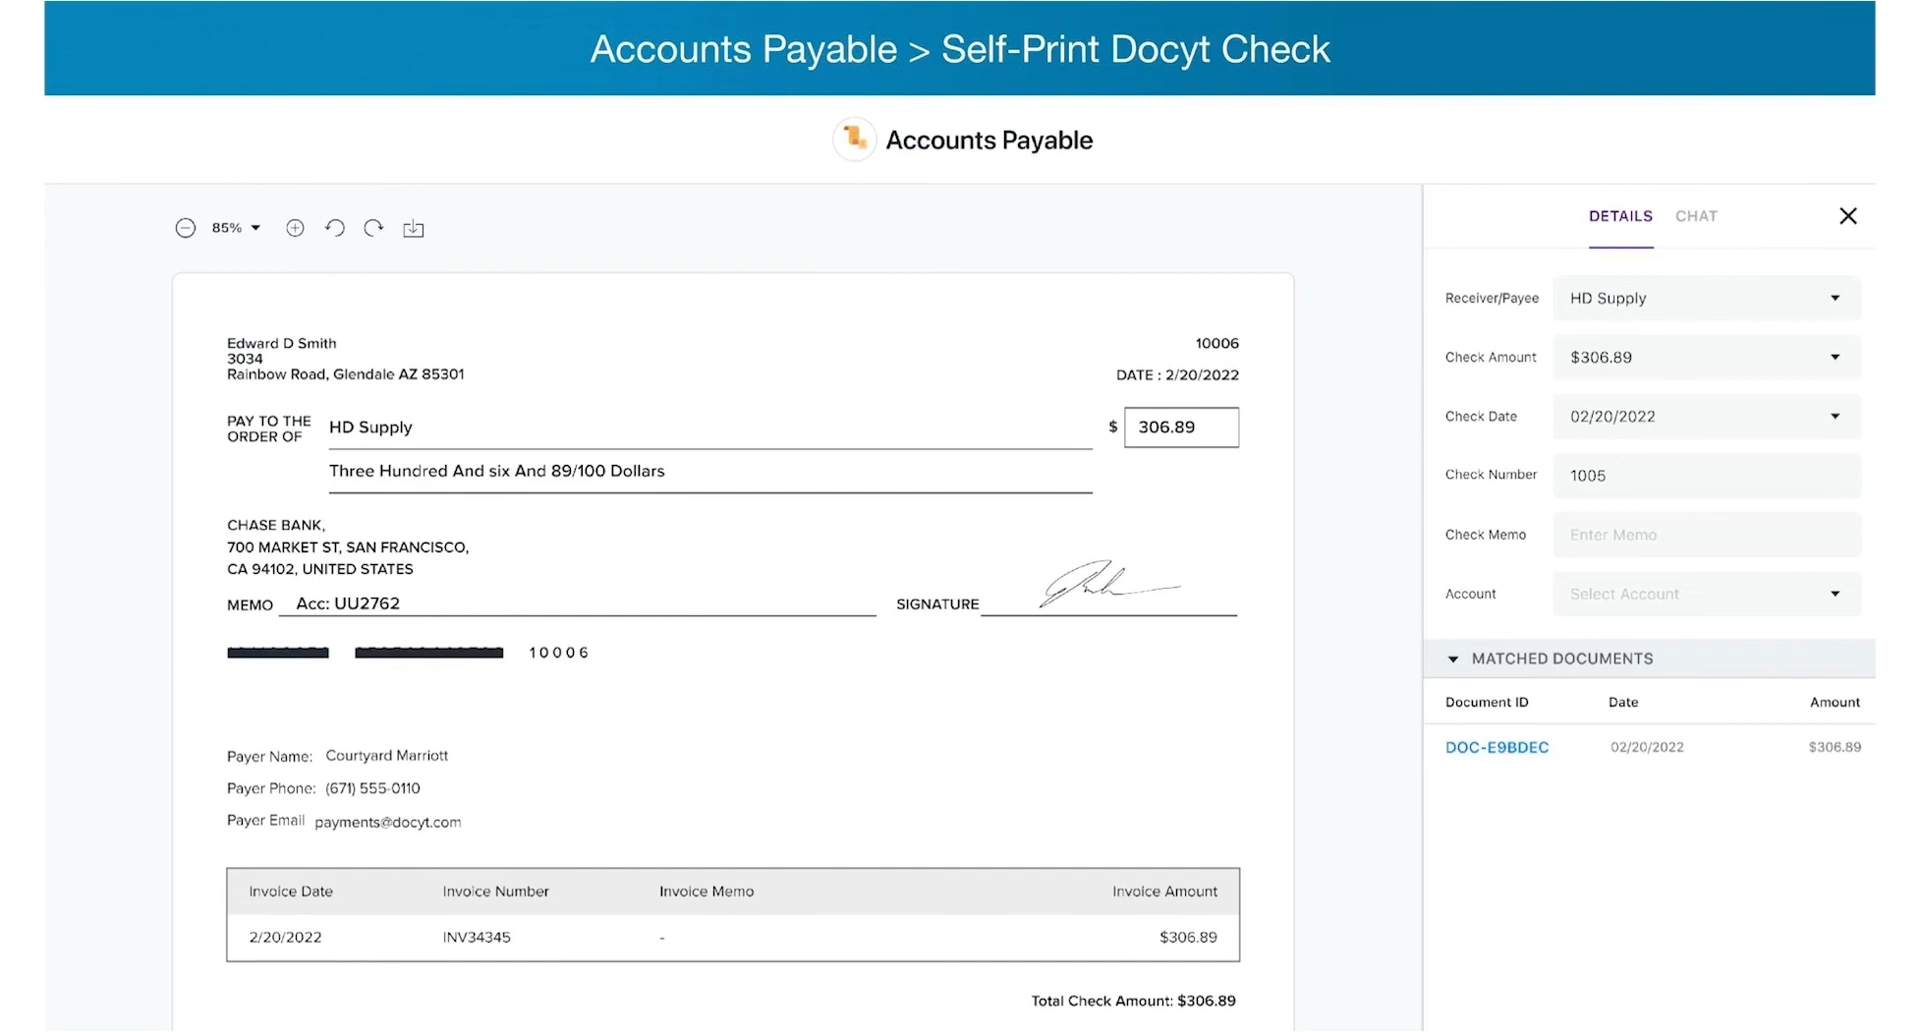 Accounts Payable > Self-Print Docyt Check
Accounts Payable
85%
DETAILS CHAT
Edward D Smith
3034
Rainbow Road, Glendale AZ 85301
10006
DATE : 2/20/2022
PAY TO THE
ORDER OF
HD Supply
$ 306.89
Three Hundred And six And 89/100 Dollars
CHASE BANK,
700 MARKET ST, SAN FRANCISCO,
CA 94102, UNITED STATES
MEMO Acc: UU2762
SIGNATURE
10006
Payer Name: Courtyard Marriott
Payer Phone: (671) 555-0110
Payer Email payments@docyt.com
Invoice Date Invoice Number Invoice Memo Invoice Amount
2/20/2022 INV34345 - $306.89
Total Check Amount: $306.89
Receiver/Payee HD Supply
Check Amount $306.89
Check Date 02/20/2022
Check Number 1005
Check Memo Enter Memo
Account Select Account
MATCHED DOCUMENTS
Document ID Date Amount
DOC-E9BDEC 02/20/2022 $306.89